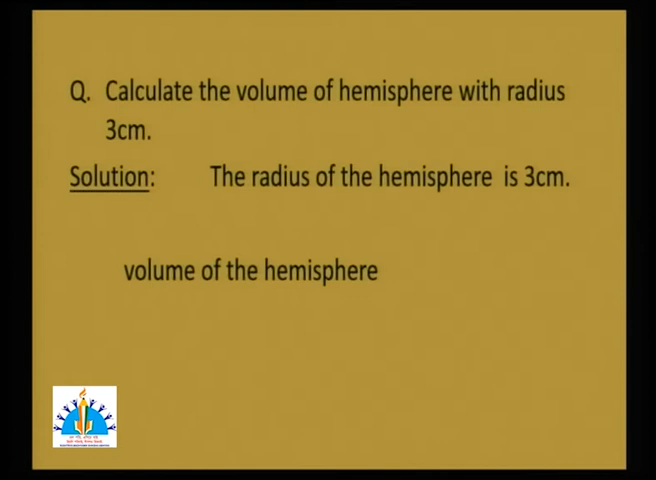 Q. Calculate the volume of hemisphere with radius
3cm.
Solution: The radius of the hemisphere is 3cm.
volume of the hemisphere